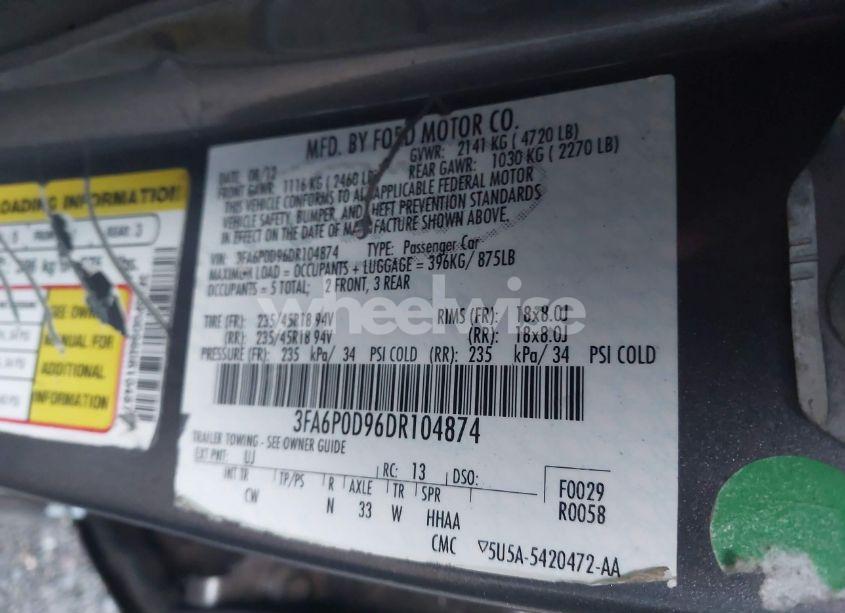 MFD. BY FORD MOTOR CO.
DATE: 08/12 GVWR: 2141 KG ( 4720 LB)
FRONT GAWR: 1116 KG ( 2460 LB) REAR GAWR: 1030 KG ( 2270 LB)
THIS VEHICLE CONFORMS TO ALL APPLICABLE FEDERAL MOTOR
VEHICLE SAFETY, BUMPER, AND THEFT PREVENTION STANDARDS
IN EFFECT ON THE DATE OF MANUFACTURE SHOWN ABOVE.
VIN: 3FA6P0D96DR104874 TYPE: Passenger Car
MAXIMUM LOAD = OCCUPANTS + LUGGAGE = 396KG/ 875LB
OCCUPANTS = 5 TOTAL; 2 FRONT, 3 REAR
wheelwise
TIRE (FR): 235/45R18 94V RIMS (FR): 18x8.0J
(RR): 235/45R18 94V (RR): 18x8.0J
PRESSURE (FR): 235 kPa/ 34 PSI COLD (RR): 235 kPa/ 34 PSI COLD
3FA6P0D96DR104874
TRAILER TOWING - SEE OWNER GUIDE
EXT PNT: UJ RC: 13 DSO:
INT TR TP/PS R AXLE TR SPR
CW N 33 W HHAA
CMC
F0029
R0058
▽5U5A-5420472-AA
LOADING INFORMATION
REAR 3
SEE OWNER
MANUAL FOR
ADDITIONAL
INFORMATION